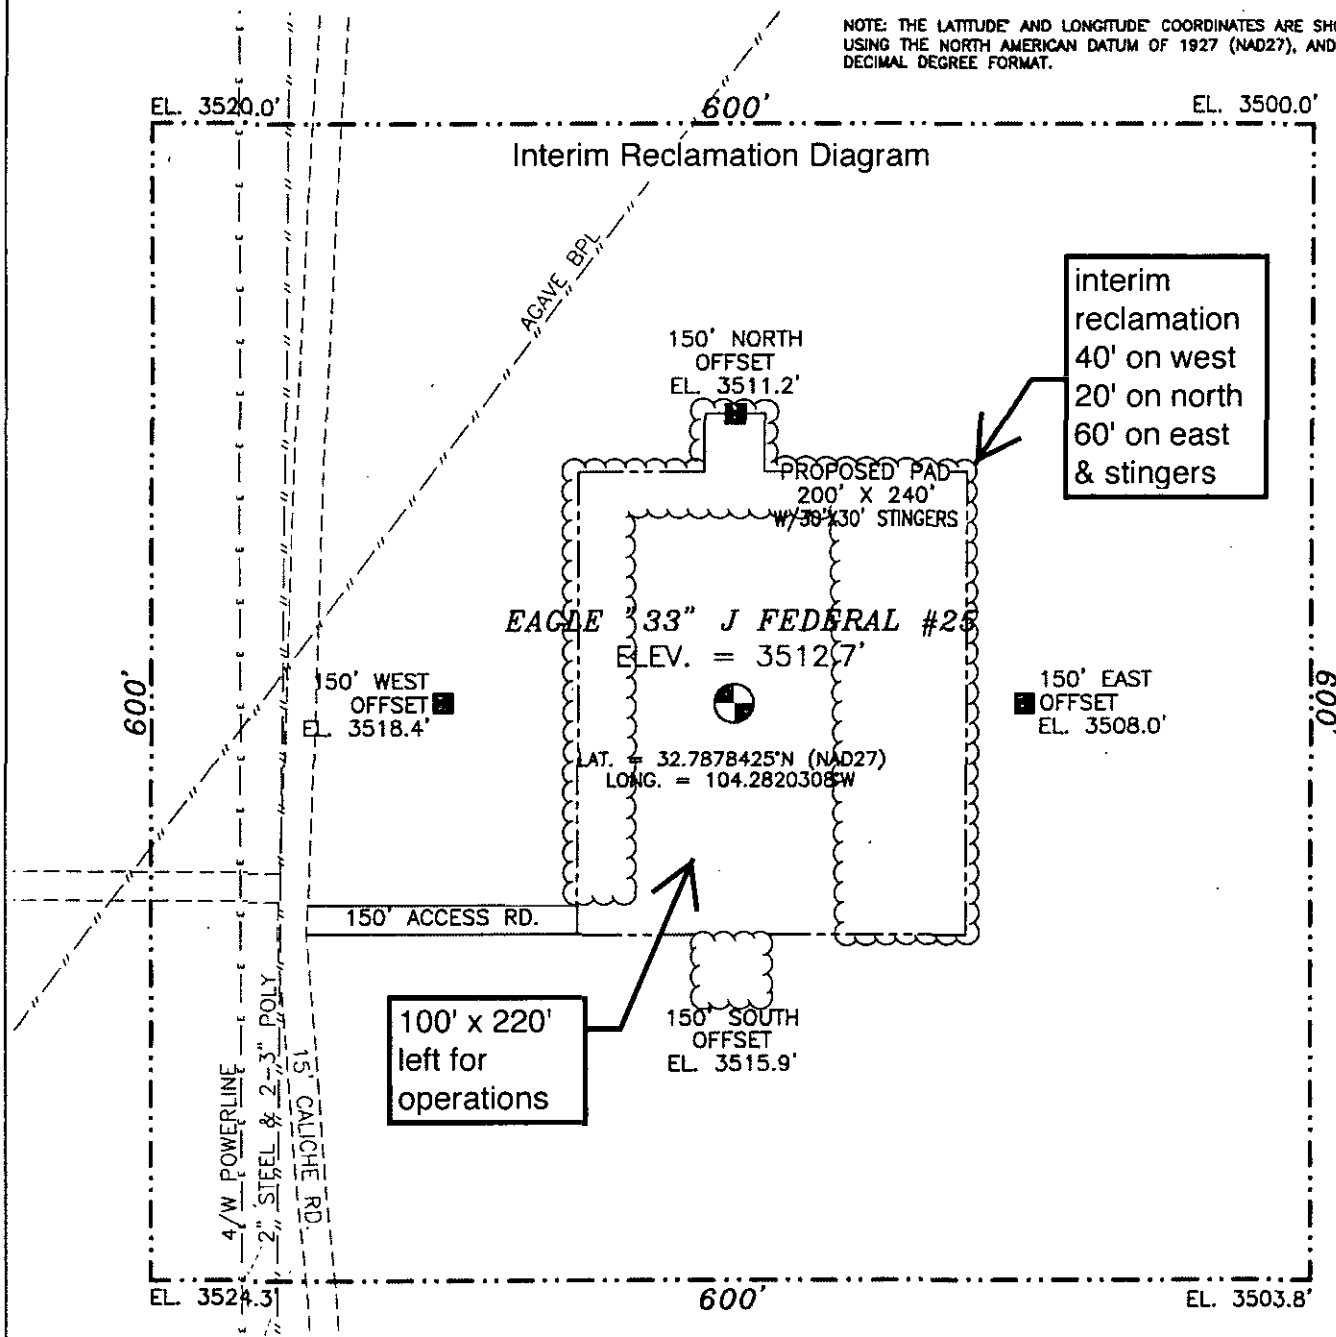 NOTE: THE LATITUDE AND LONGITUDE COORDINATES ARE
USING THE NORTH AMERICAN DATUM OF 1927 (NAD27), AND
DECIMAL DEGREE FORMAT.
EL. 3520.0'
600'
EL. 3500.0'
Interim Reclamation Diagram
AGAVE BPL
interim
reclamation
40' on west
20' on north
60' on east
& stingers
150' NORTH
OFFSET
EL. 3511.2'
PROPOSED PAD
200' X 240'
W/30'X30' STINGERS
EAGLE "33" J FEDERAL #25
ELEV. = 3512.7'
150' WEST
OFFSET
EL. 3518.4'
150' EAST
OFFSET
EL. 3508.0'
600'
600'
LAT. = 32.7878425°N (NAD27)
LONG. = 104.2820308°W
150' ACCESS RD.
100' x 220'
left for
operations
150' SOUTH
OFFSET
EL. 3515.9'
4/W POWERLINE
2" STEEL & 2-3" POLY
15' CALICHE RD.
EL. 3524.3'
600'
EL. 3503.8'